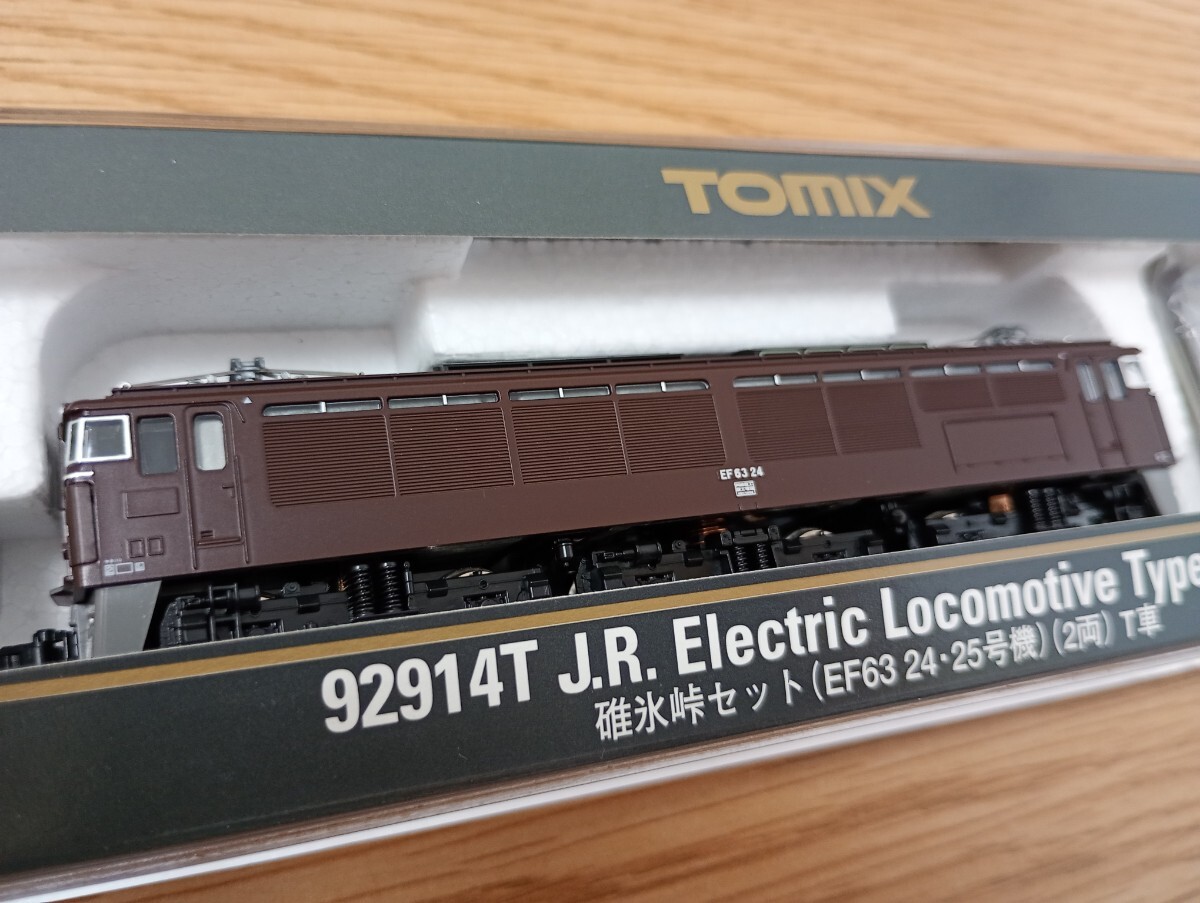 TOMIX
EF63 24
92914T J.R. Electric Locomotive Type
碓氷峠セット(EF63 24・25号機)(2両) T車